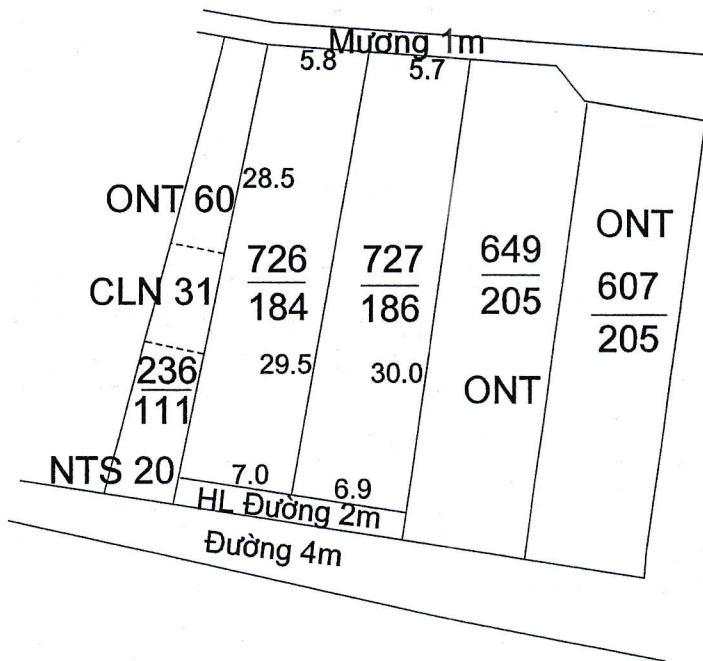 Mương 1m
5.8
5.7
28.5
ONT 60
CLN 31
236
111
NTS 20
726
184
29.5
727
186
30.0
649
205
ONT
ONT
607
205
7.0
6.9
HL Đường 2m
Đường 4m